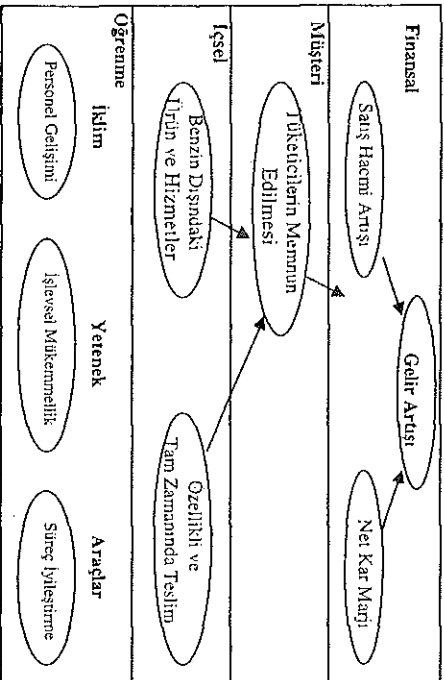 Finansal
Gelir Artışı
Satış Hacmi Artışı
Net Kar Marjı
Müşteri
Tüketicilerin Memnun
Edilmesi
İçsel
Benzin Dışındaki
Ürün ve Hizmetler
Özellikli ve
Tam Zamanında Teslim
Öğrenme
İklim
Yetenek
Araçlar
Personel Gelişimi
İşlevsel Mükemmellik
Süreç İyileştirme